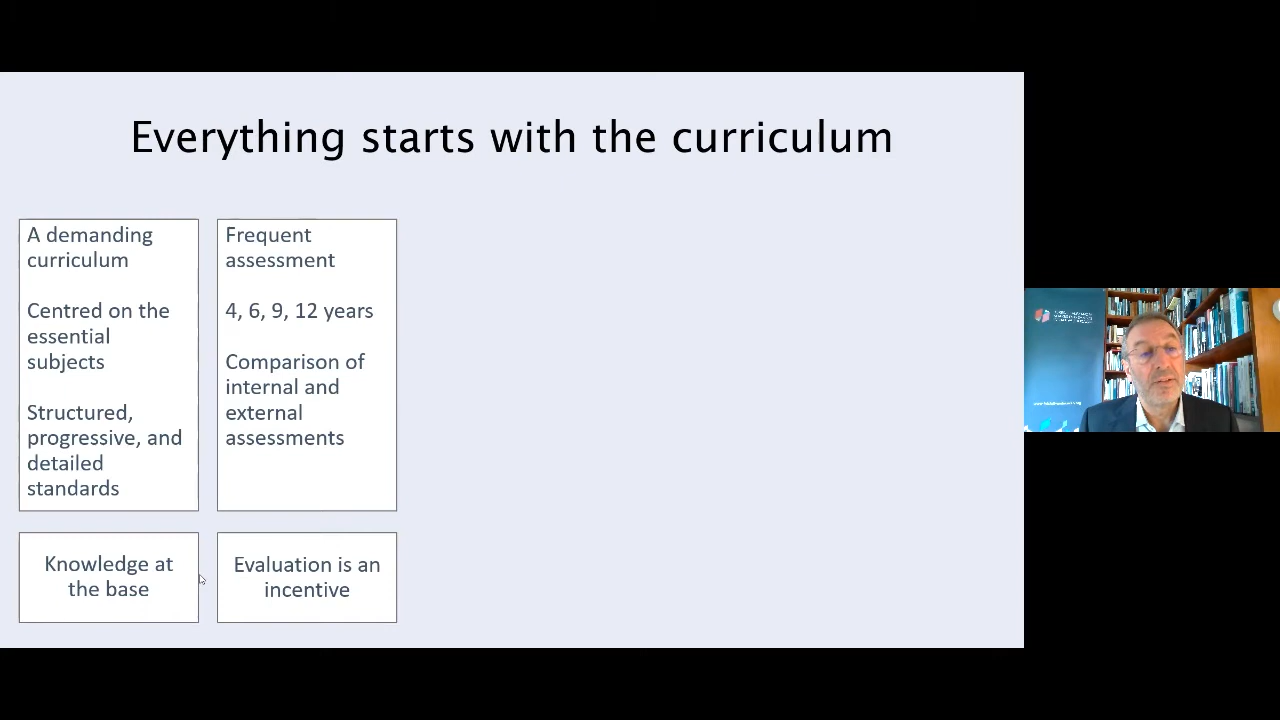 Everything starts with the curriculum
A demanding
curriculum
Centred on the
essential
subjects
Structured,
progressive, and
detailed
standards
Frequent
assessment
4, 6, 9, 12 years
Comparison of
internal and
external
assessments
Knowledge at
the base
Evaluation is an
incentive